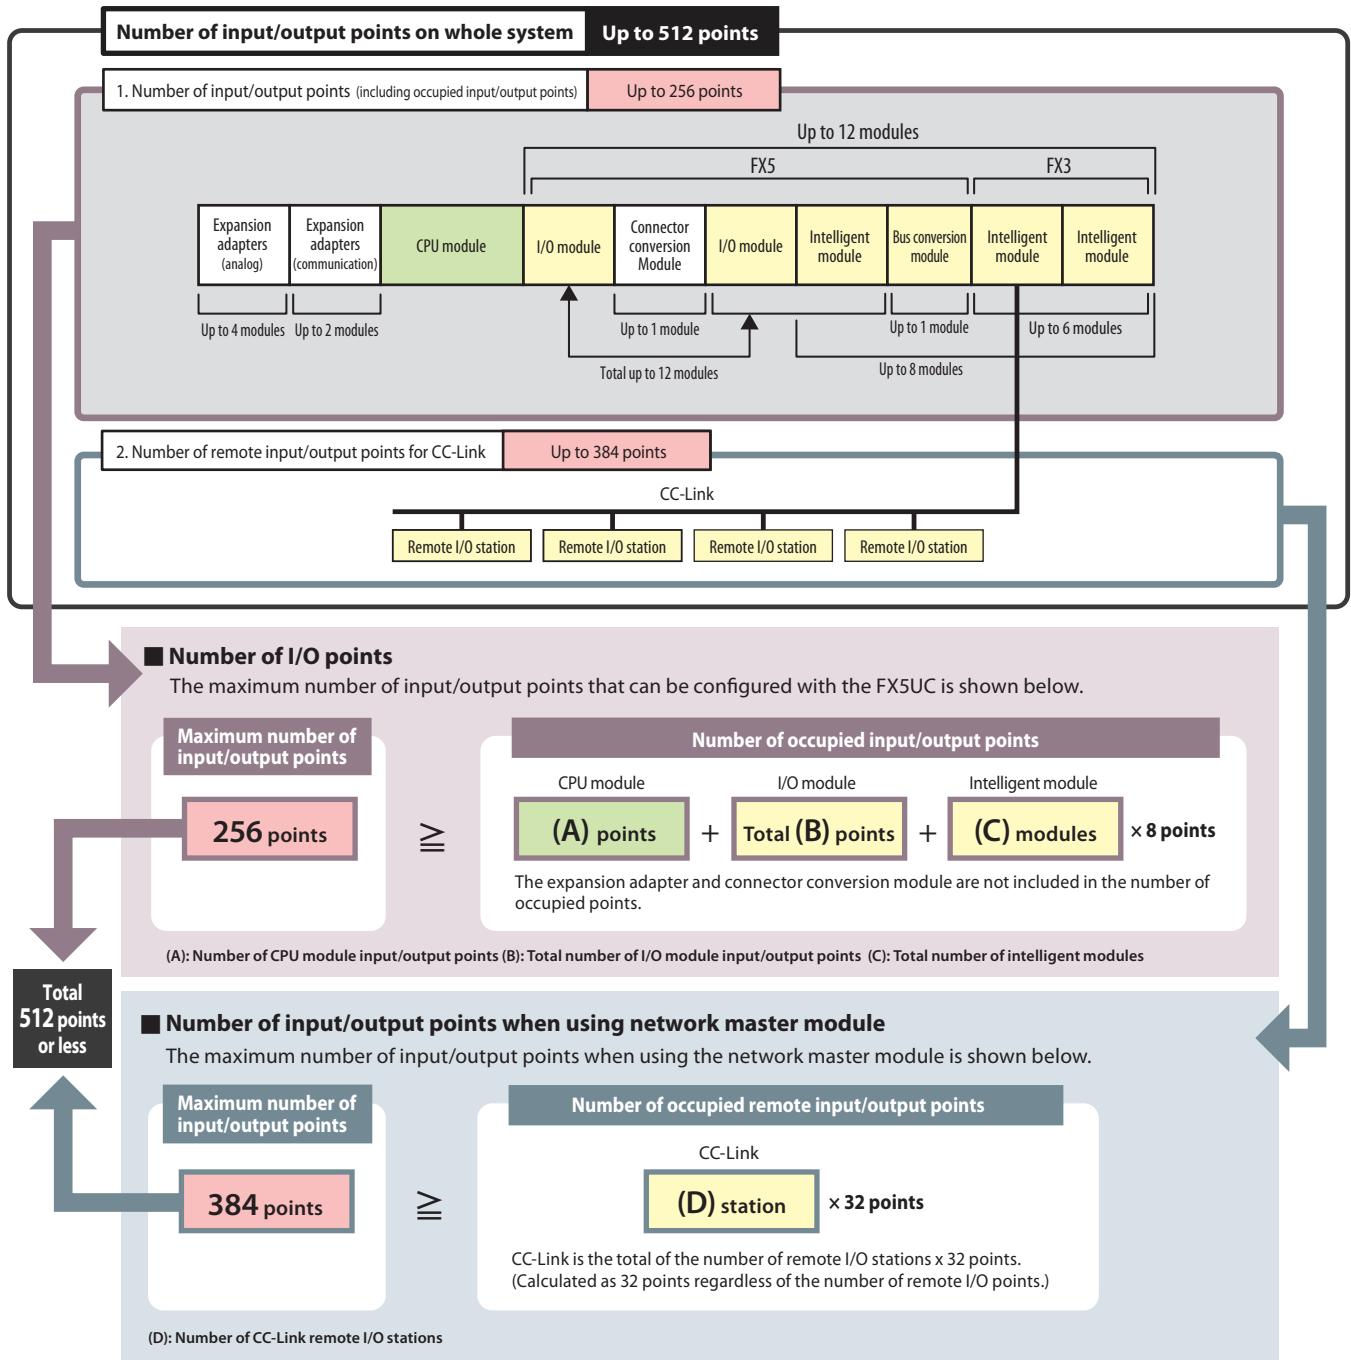 Number of input/output points on whole system Up to 512 points
1. Number of input/output points (including occupied input/output points) Up to 256 points
Up to 12 modules
FX5 FX3
Expansion adapters (analog)
Expansion adapters (communication)
CPU module
I/O module
Connector conversion Module
I/O module
Intelligent module
Bus conversion module
Intelligent module
Intelligent module
Up to 4 modules Up to 2 modules Up to 1 module Up to 1 module Up to 6 modules
Total up to 12 modules Up to 8 modules
2. Number of remote input/output points for CC-Link Up to 384 points
CC-Link
Remote I/O station Remote I/O station Remote I/O station Remote I/O station
■ Number of I/O points
The maximum number of input/output points that can be configured with the FX5UC is shown below.
Maximum number of
input/output points
Number of occupied input/output points
CPU module I/O module Intelligent module
256 points ≧ (A) points + Total (B) points + (C) modules × 8 points
The expansion adapter and connector conversion module are not included in the number of
occupied points.
(A): Number of CPU module input/output points (B): Total number of I/O module input/output points (C): Total number of intelligent modules
Total
512 points
or less
■ Number of input/output points when using network master module
The maximum number of input/output points when using the network master module is shown below.
Maximum number of
input/output points
Number of occupied remote input/output points
CC-Link
384 points ≧ (D) station × 32 points
CC-Link is the total of the number of remote I/O stations x 32 points.
(Calculated as 32 points regardless of the number of remote I/O points.)
(D): Number of CC-Link remote I/O stations